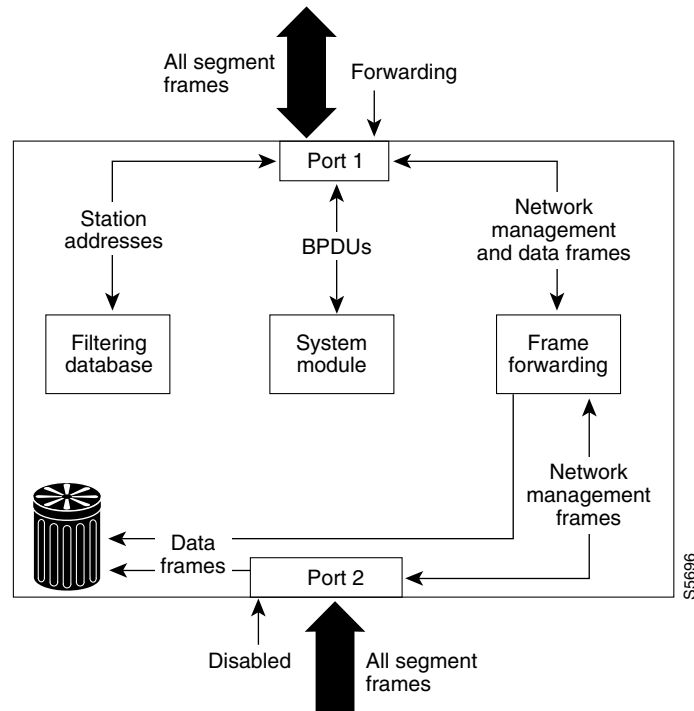 All segment
frames
Forwarding
Port 1
Station
addresses
BPDUs
Network
management
and data frames
Filtering
database
System
module
Frame
forwarding
Network
management
frames
Data
frames
Port 2
Disabled
All segment
frames
S5696